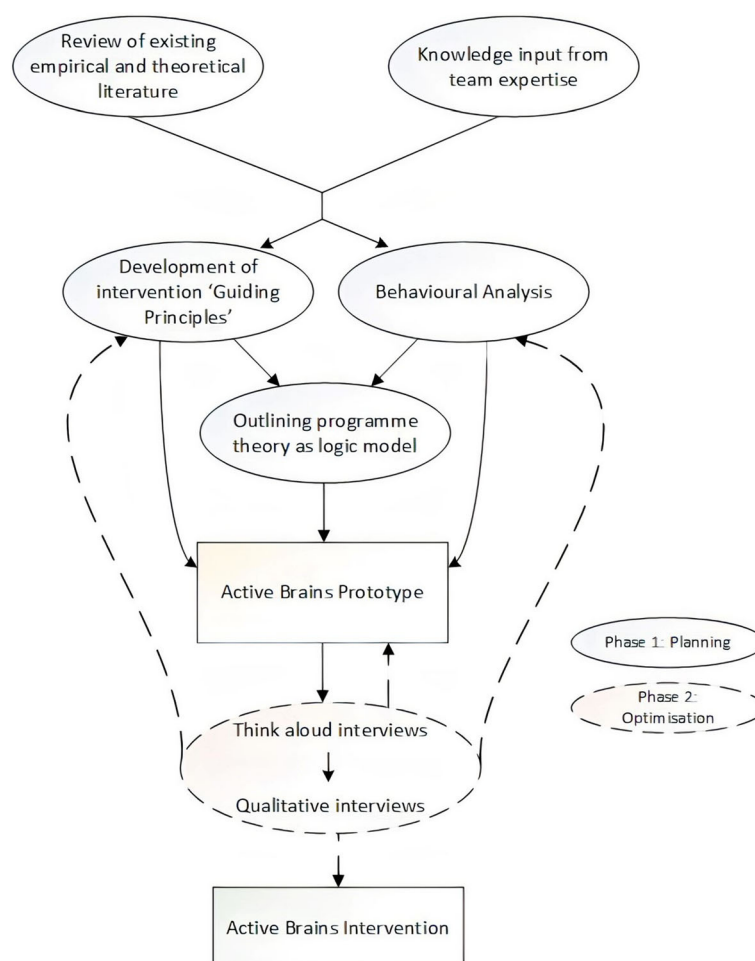 Review of existing
empirical and theoretical
literature
Knowledge input from
team expertise
Development of
intervention ‘Guiding
Principles’
Behavioural Analysis
Outlining programme
theory as logic model
Active Brains Prototype
Phase 1: Planning
Phase 2:
Optimisation
Think aloud interviews
Qualitative interviews
Active Brains Intervention